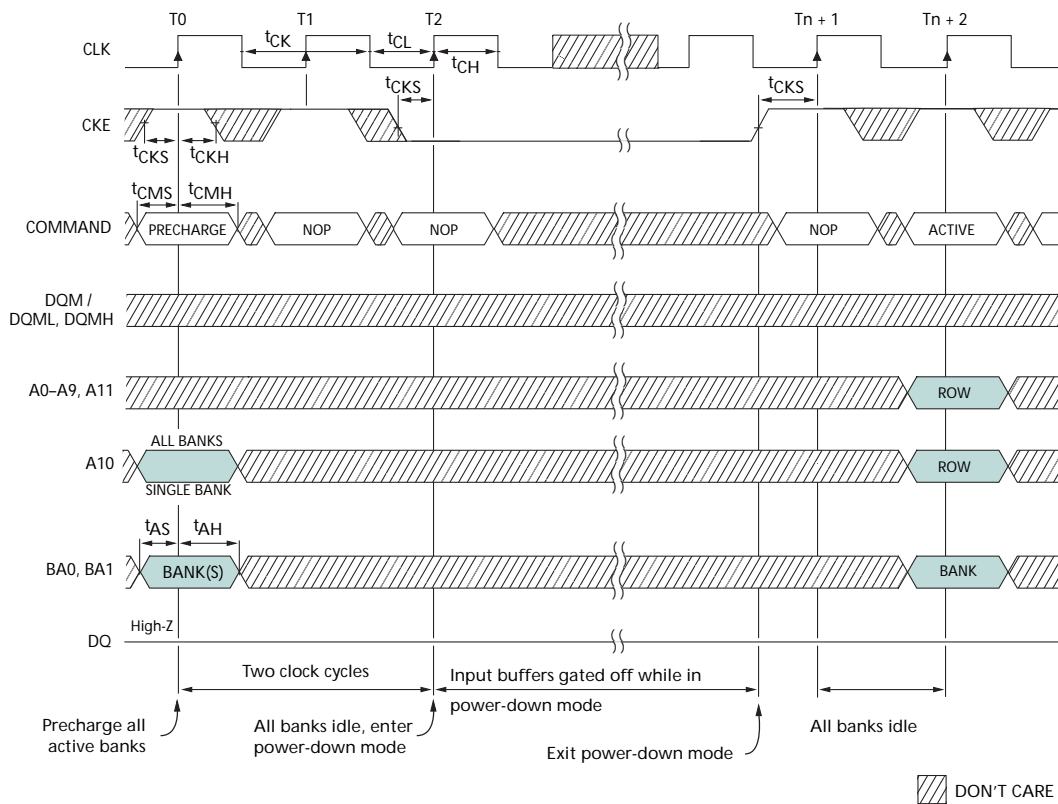 T0 T1 T2 Tn + 1 Tn + 2
CLK
tCK tCL
tCH
tCKS tCKS
CKE
tCKS tCKH
tCMS tCMH
COMMAND PRECHARGE NOP NOP NOP ACTIVE
DQM /
DQML, DQMH
A0–A9, A11 ROW
ALL BANKS
A10 ROW
SINGLE BANK
tAS tAH
BA0, BA1 BANK(S) BANK
High-Z
DQ
Two clock cycles
Input buffers gated off while in
power-down mode
Precharge all
active banks
All banks idle, enter
power-down mode
Exit power-down mode
All banks idle
DON'T CARE